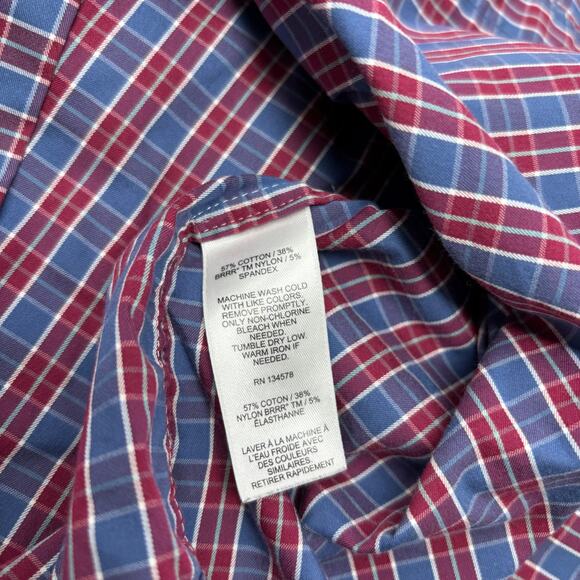 57% COTTON / 38%
BRRR° TM NYLON / 5%
SPANDEX.
MACHINE WASH COLD
WITH LIKE COLORS.
REMOVE PROMPTLY.
ONLY NON-CHLORINE
BLEACH WHEN
NEEDED.
TUMBLE DRY LOW
WARM IRON IF
NEEDED.
RN 134578
57% COTON / 38%
NYLON BRRR° TM / 5%
ÉLASTHANNE
LAVER À LA MACHINE À
L'EAU FROIDE AVEC
DES COULEURS
SIMILAIRES.
RETIRER RAPIDEMENT